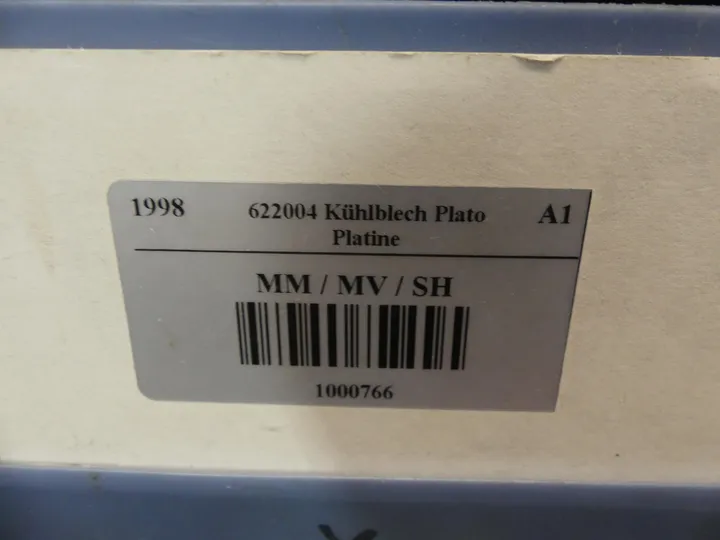 1998 622004 Kühlblech Plato A1
Platine
MM / MV / SH
1000766